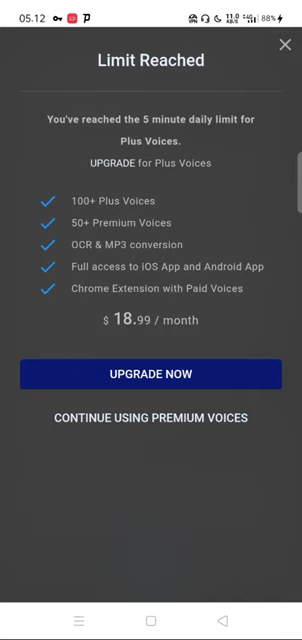 05.12
11.0 KB/S 88%
Limit Reached
You've reached the 5 minute daily limit for
Plus Voices.
UPGRADE for Plus Voices
100+ Plus Voices
50+ Premium Voices
OCR & MP3 conversion
Full access to iOS App and Android App
Chrome Extension with Paid Voices
$ 18.99 / month
UPGRADE NOW
CONTINUE USING PREMIUM VOICES